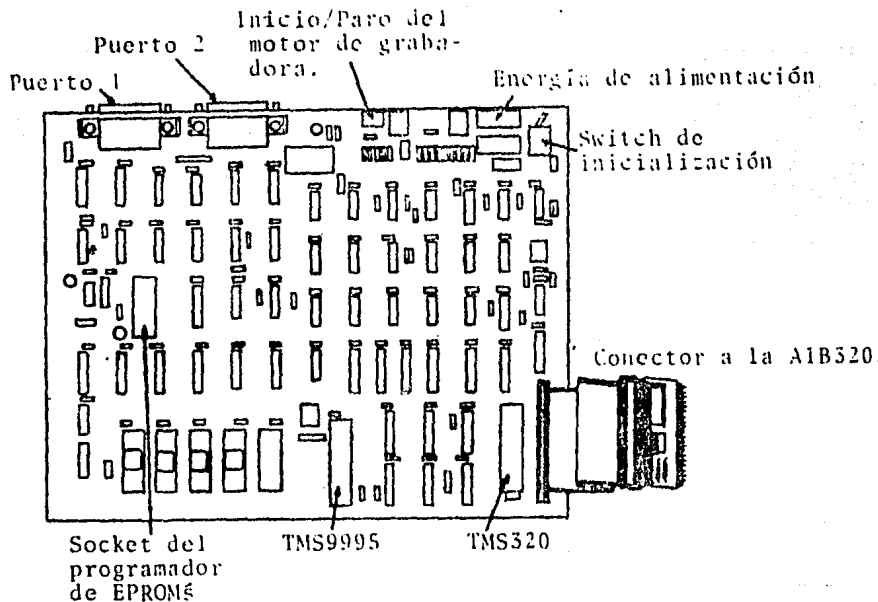 Inicio/Paro del
motor de graba-
dora.
Puerto 2
Puerto 1
Energía de alimentación
Switch de
inicialización
Conector a la AIB320
Socket del
programador
de EPROMs
TMS9995
TMS320